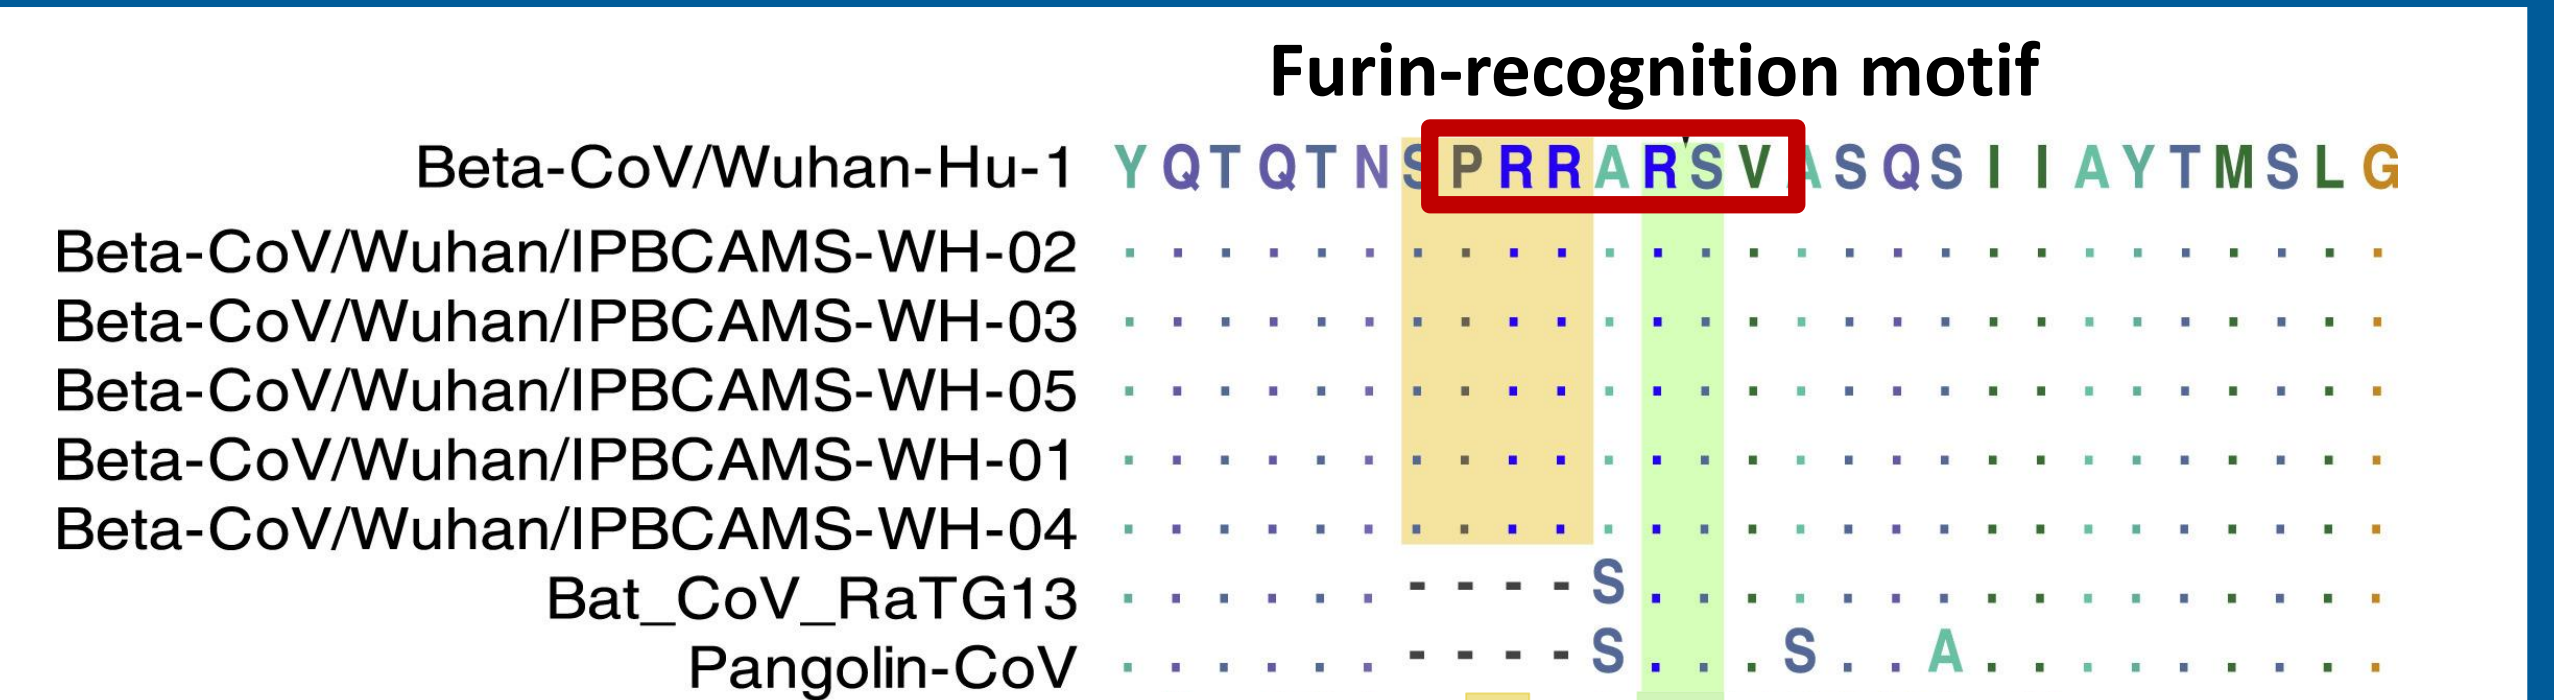 Furin-recognition motif
Beta-CoV/Wuhan-Hu-1 Y Q T Q T N S P R R A R S V A S Q S I I A Y T M S L G
Beta-CoV/Wuhan/IPBCAMS-WH-02 . . . . . . . . . . . . . . . . . . . . . . . . . . .
Beta-CoV/Wuhan/IPBCAMS-WH-03 . . . . . . . . . . . . . . . . . . . . . . . . . . .
Beta-CoV/Wuhan/IPBCAMS-WH-05 . . . . . . . . . . . . . . . . . . . . . . . . . . .
Beta-CoV/Wuhan/IPBCAMS-WH-01 . . . . . . . . . . . . . . . . . . . . . . . . . . .
Beta-CoV/Wuhan/IPBCAMS-WH-04 . . . . . . . . . . . . . . . . . . . . . . . . . . .
Bat_CoV_RaTG13 . . . . . . - - - - S . . . . . . . . . . . . . . . .
Pangolin-CoV . . . . . . - - - - S . . . S . . A . . . . . . . . .